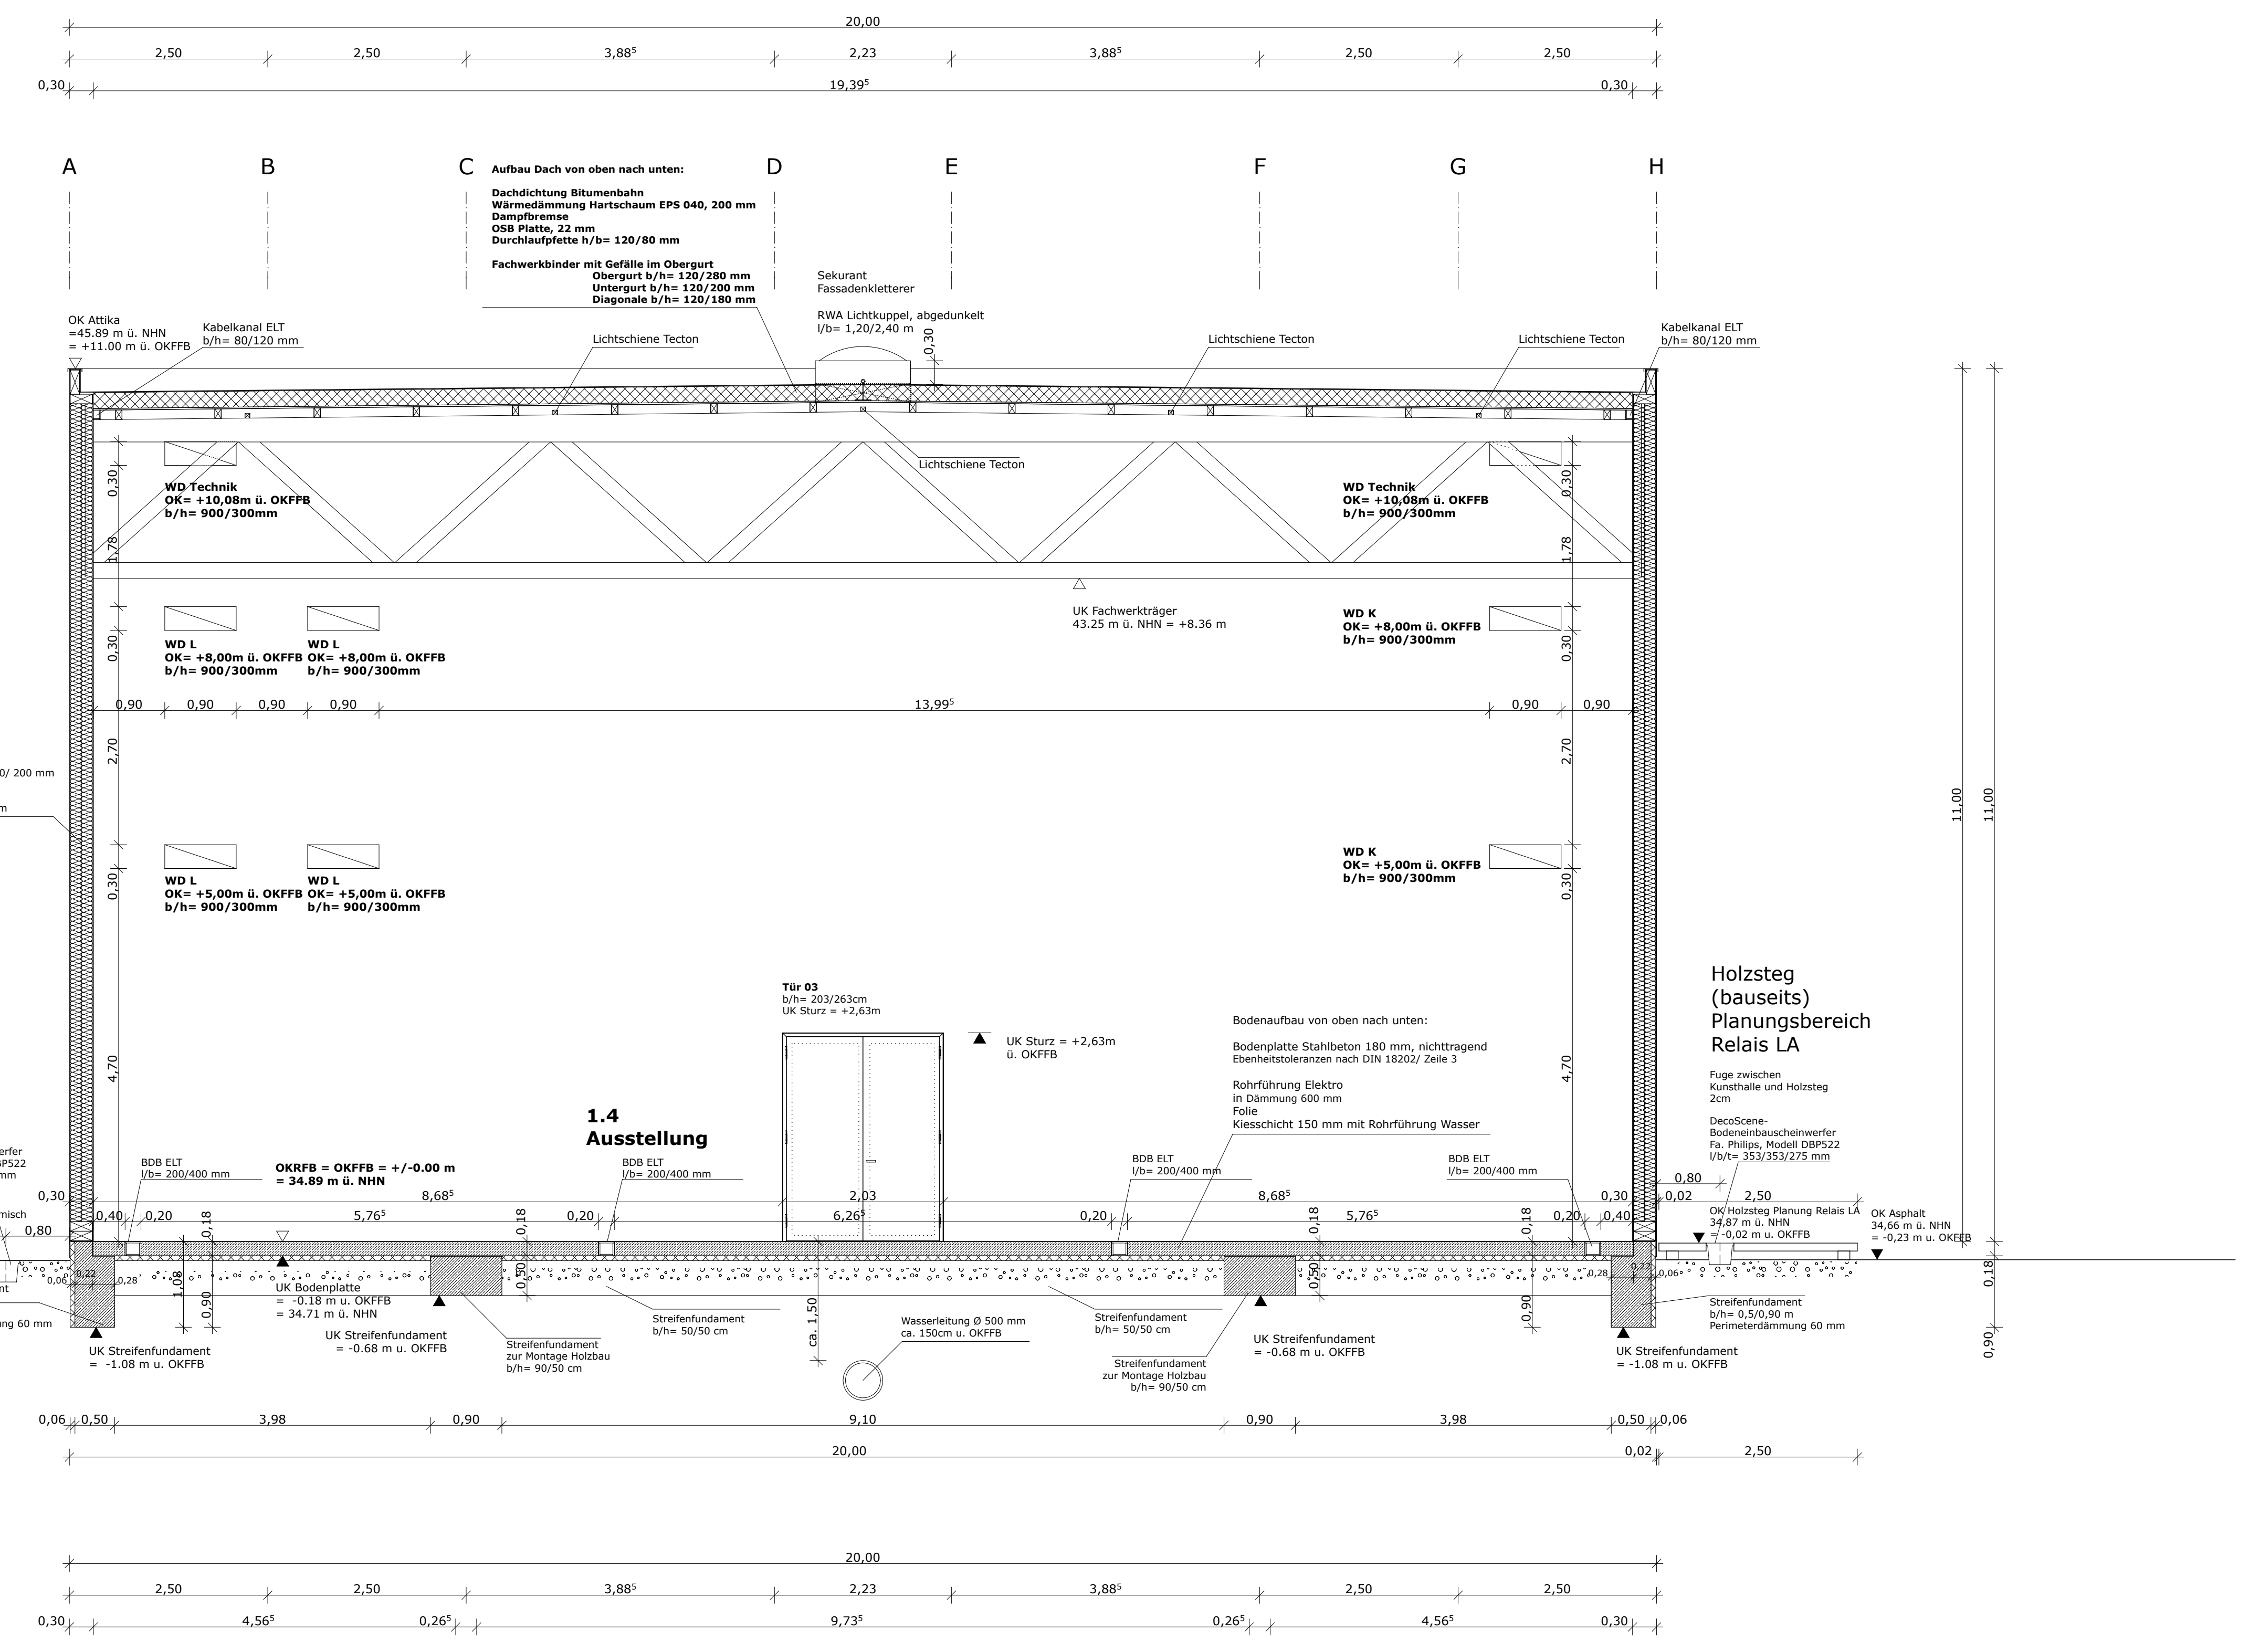 20,00
2,50 2,50 3,88⁵ 2,23 3,88⁵ 2,50 2,50
0,30 19,39⁵ 0,30
A B C D E F G H
Aufbau Dach von oben nach unten:
Dachdichtung Bitumenbahn
Wärmedämmung Hartschaum EPS 040, 200 mm
Dampfbremse
OSB Platte, 22 mm
Durchlaufpfette h/b= 120/80 mm
Fachwerkbinder mit Gefälle im Obergurt
Obergurt b/h= 120/280 mm
Untergurt b/h= 120/200 mm
Diagonale b/h= 120/180 mm
Sekurant
Fassadenkletterer
RWA Lichtkuppel, abgedunkelt
l/b= 1,20/2,40 m
0,30
OK Attika
=45.89 m ü. NHN
= +11.00 m ü. OKFFB
Kabelkanal ELT
b/h= 80/120 mm
Lichtschiene Tecton
Lichtschiene Tecton
Lichtschiene Tecton
Kabelkanal ELT
b/h= 80/120 mm
Lichtschiene Tecton
0,30
WD Technik
OK= +10,08m ü. OKFFB
b/h= 900/300mm
WD Technik
OK= +10,08m ü. OKFFB
b/h= 900/300mm
0,30
1,78
1,78
UK Fachwerkträger
43.25 m ü. NHN = +8.36 m
0,30
WD L
OK= +8,00m ü. OKFFB
b/h= 900/300mm
WD L
OK= +8,00m ü. OKFFB
b/h= 900/300mm
WD K
OK= +8,00m ü. OKFFB
b/h= 900/300mm
0,30
0,90 0,90 0,90 0,90 13,99⁵ 0,90 0,90
2,70
2,70
0/ 200 mm
m
11,00
11,00
0,30
WD L
OK= +5,00m ü. OKFFB
b/h= 900/300mm
WD L
OK= +5,00m ü. OKFFB
b/h= 900/300mm
WD K
OK= +5,00m ü. OKFFB
b/h= 900/300mm
0,30
4,70
4,70
Tür 03
b/h= 203/263cm
UK Sturz = +2,63m
UK Sturz = +2,63m
ü. OKFFB
Bodenaufbau von oben nach unten:
Bodenplatte Stahlbeton 180 mm, nichttragend
Ebenheitstoleranzen nach DIN 18202/ Zeile 3
Rohrführung Elektro
in Dämmung 600 mm
Folie
Kiesschicht 150 mm mit Rohrführung Wasser
Holzsteg
(bauseits)
Planungsbereich
Relais LA
Fuge zwischen
Kunsthalle und Holzsteg
2cm
DecoScene-
Bodeneinbauscheinwerfer
Fa. Philips, Modell DBP522
l/b/t= 353/353/275 mm
1.4
Ausstellung
erfer
BP522
mm
misch
BDB ELT
l/b= 200/400 mm
OKRFB = OKFFB = +/-0.00 m
= 34.89 m ü. NHN
BDB ELT
l/b= 200/400 mm
BDB ELT
l/b= 200/400 mm
BDB ELT
l/b= 200/400 mm
0,80
0,30 8,68⁵ 2,03 8,68⁵ 0,30 0,02 2,50
0,80 0,40 0,20 5,76⁵ 0,20 6,26⁵ 0,20 5,76⁵ 0,20 0,40
0,18 0,18 0,18 0,18
OK Holzsteg Planung Relais LA
34,87 m ü. NHN
= -0,02 m u. OKFFB
OK Asphalt
34,66 m ü. NHN
= -0,23 m u. OKFFB
0,06 0,22 0,28
0,28 0,22 0,06
1,08 0,90 0,50 0,50 0,90
0,18
0,90
UK Bodenplatte
= -0.18 m u. OKFFB
= 34.71 m ü. NHN
nt
ng 60 mm
UK Streifenfundament
= -1.08 m u. OKFFB
UK Streifenfundament
= -0.68 m u. OKFFB
Streifenfundament
zur Montage Holzbau
b/h= 90/50 cm
Streifenfundament
b/h= 50/50 cm
ca. 1,50
Wasserleitung Ø 500 mm
ca. 150cm u. OKFFB
Streifenfundament
b/h= 50/50 cm
Streifenfundament
zur Montage Holzbau
b/h= 90/50 cm
UK Streifenfundament
= -0.68 m u. OKFFB
Streifenfundament
b/h= 0,5/0,90 m
Perimeterdämmung 60 mm
UK Streifenfundament
= -1.08 m u. OKFFB
0,06 0,50 3,98 0,90 9,10 0,90 3,98 0,50 0,06
20,00 0,02 2,50
20,00
2,50 2,50 3,88⁵ 2,23 3,88⁵ 2,50 2,50
0,30 4,56⁵ 0,26⁵ 9,73⁵ 0,26⁵ 4,56⁵ 0,30